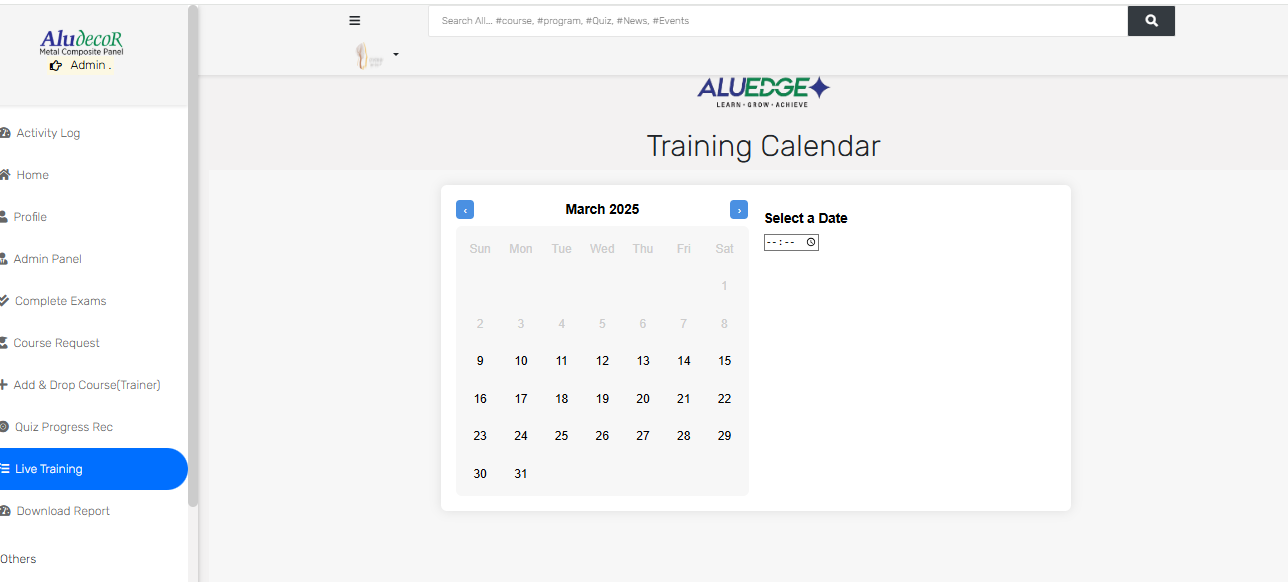 AludecoR
Metal Composite Panel
Admin .
Activity Log
Home
Profile
Admin Panel
Complete Exams
Course Request
Add & Drop Course(Trainer)
Quiz Progress Rec
Live Training
Download Report
Others
Search All... #course, #program, #Quiz, #News, #Events
ALUEDGE
LEARN · GROW · ACHIEVE
Training Calendar
‹ March 2025 ›
Sun Mon Tue Wed Thu Fri Sat
1
2 3 4 5 6 7 8
9 10 11 12 13 14 15
16 17 18 19 20 21 22
23 24 25 26 27 28 29
30 31
Select a Date
--:--